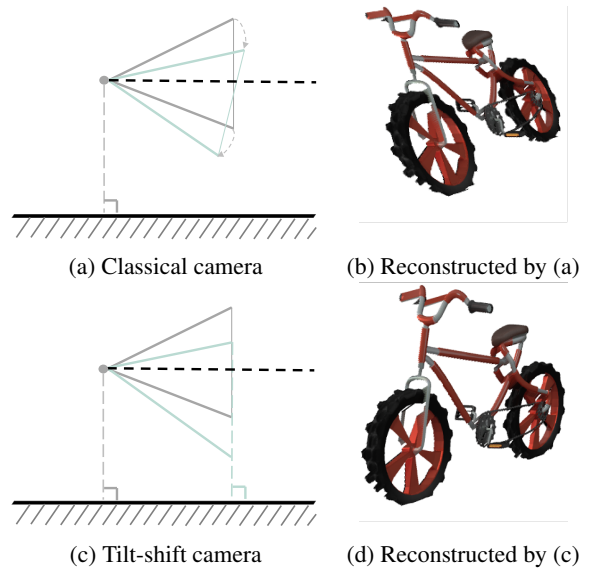 (a) Classical camera
(b) Reconstructed by (a)
(c) Tilt-shift camera
(d) Reconstructed by (c)